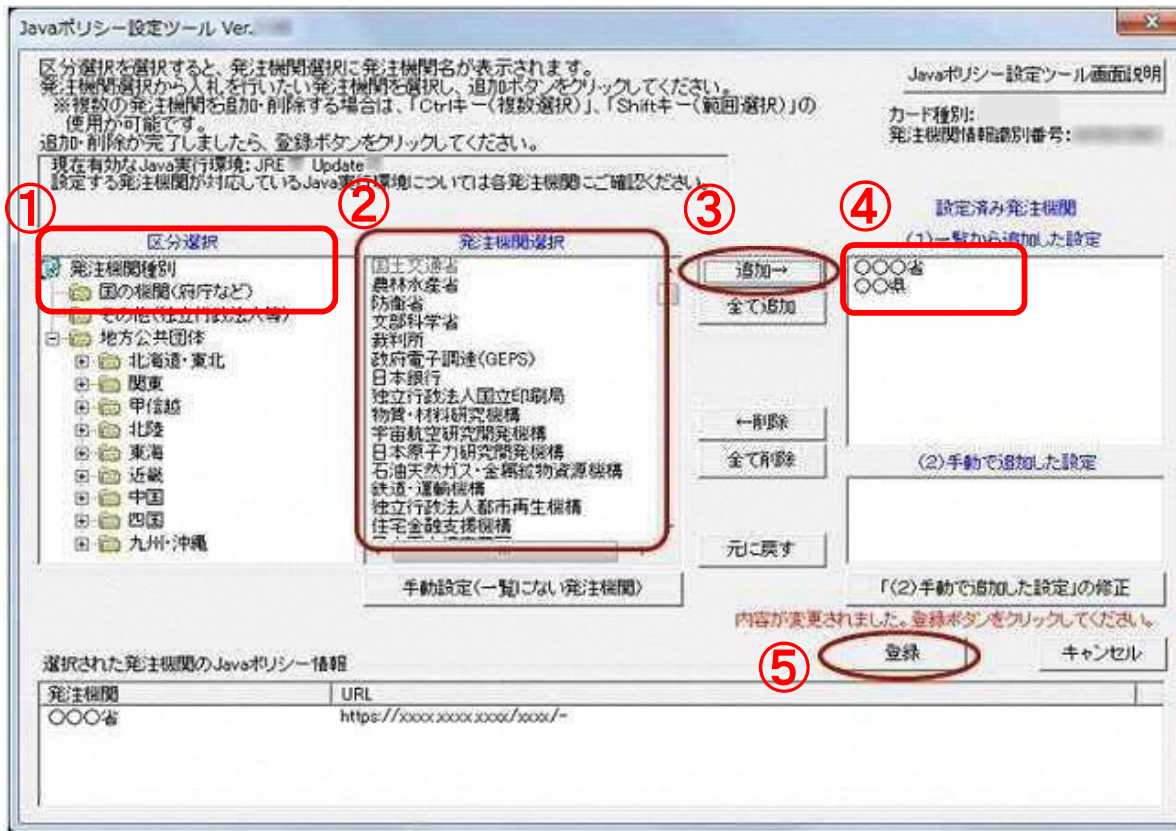 Javaポリシー設定ツール Ver.
区分選択を選択すると、発注機関選択に発注機関名が表示されます。
発注機関選択から入札を行いたい発注機関を選択し、追加ボタンをクリックしてください。
※複数の発注機関を追加・削除する場合は、「Ctrlキー(複数選択)」、「Shiftキー(範囲選択)」の
使用が可能です。
追加・削除が完了しましたら、登録ボタンをクリックしてください。
Javaポリシー設定ツール画面説明
カード種別:
発注機関情報識別番号:
現在有効なJava実行環境: JRE Update
設定する発注機関が対応しているJava実行環境については各発注機関にご確認ください。
①
区分選択
発注機関種別
国の機関(府庁など)
その他(独立行政法人等)
地方公共団体
北海道・東北
関東
甲信越
北陸
東海
近畿
中国
四国
九州・沖縄
②
発注機関選択
国土交通省
農林水産省
防衛省
文部科学省
裁判所
政府電子調達(GEPS)
日本銀行
独立行政法人国立印刷局
物質・材料研究機構
宇宙航空研究開発機構
日本原子力研究開発機構
石油天然ガス・金属鉱物資源機構
鉄道・運輸機構
独立行政法人都市再生機構
住宅金融支援機構
手動設定(一覧にない発注機関)
③
追加→
全て追加
←削除
全て削除
元に戻す
④
設定済み発注機関
(1)一覧から追加した設定
○○○省
○○県
(2)手動で追加した設定
「(2)手動で追加した設定」の修正
内容が変更されました。登録ボタンをクリックしてください。
⑤
登録
キャンセル
選択された発注機関のJavaポリシー情報
発注機関 URL
○○○省 https://xxxx.xxxx.xxxx/xxxx/-